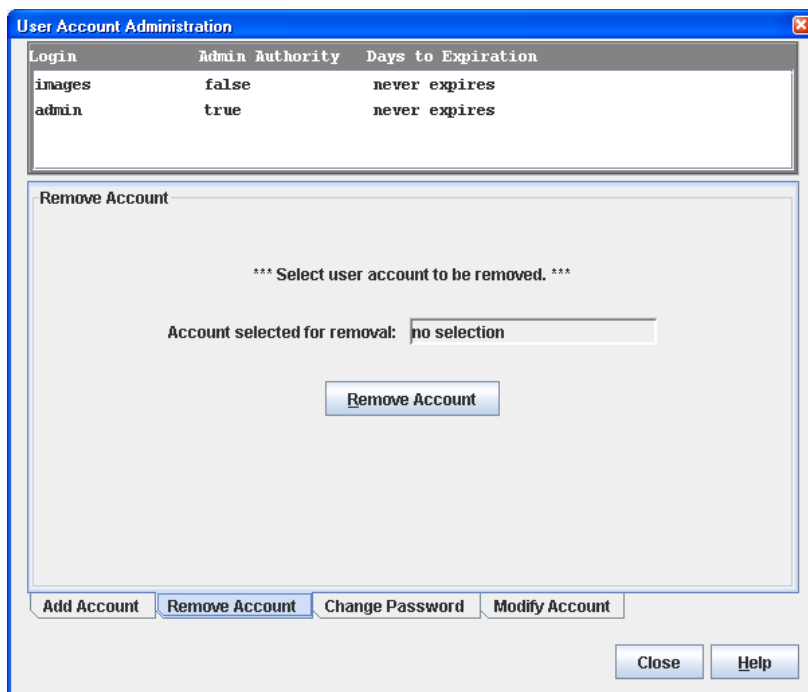 User Account Administration
Login Admin Authority Days to Expiration
images false never expires
admin true never expires
Remove Account
*** Select user account to be removed. ***
Account selected for removal: no selection
Remove Account
Add Account Remove Account Change Password Modify Account
Close Help